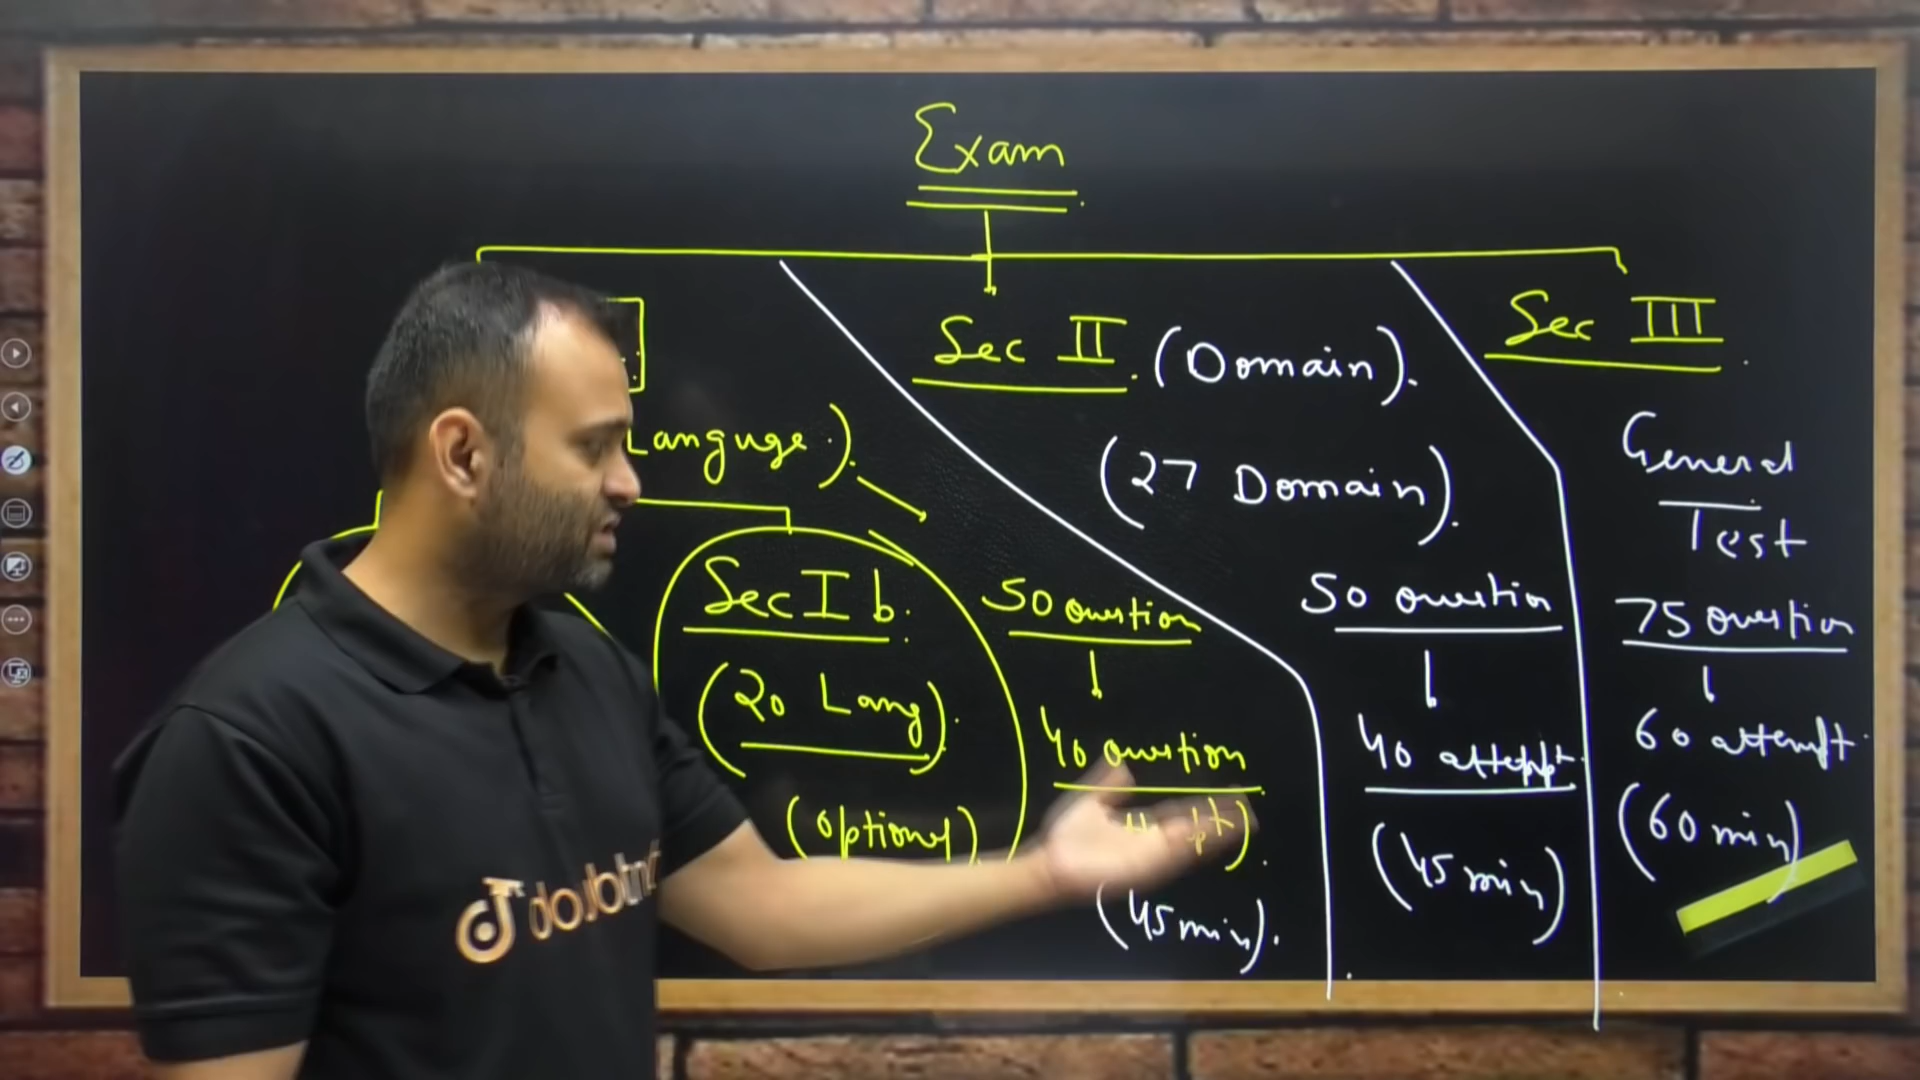 Exam
Sec II. (Domain).
Sec III.
Languge.).
(27 Domain).
General
Test
Sec I b.
(20 Lang).
(optional).
50 question
40 question
(45 min).
50 question
40 attempt.
(45 min)
75 question
60 attempt.
(60 min)
doubtn